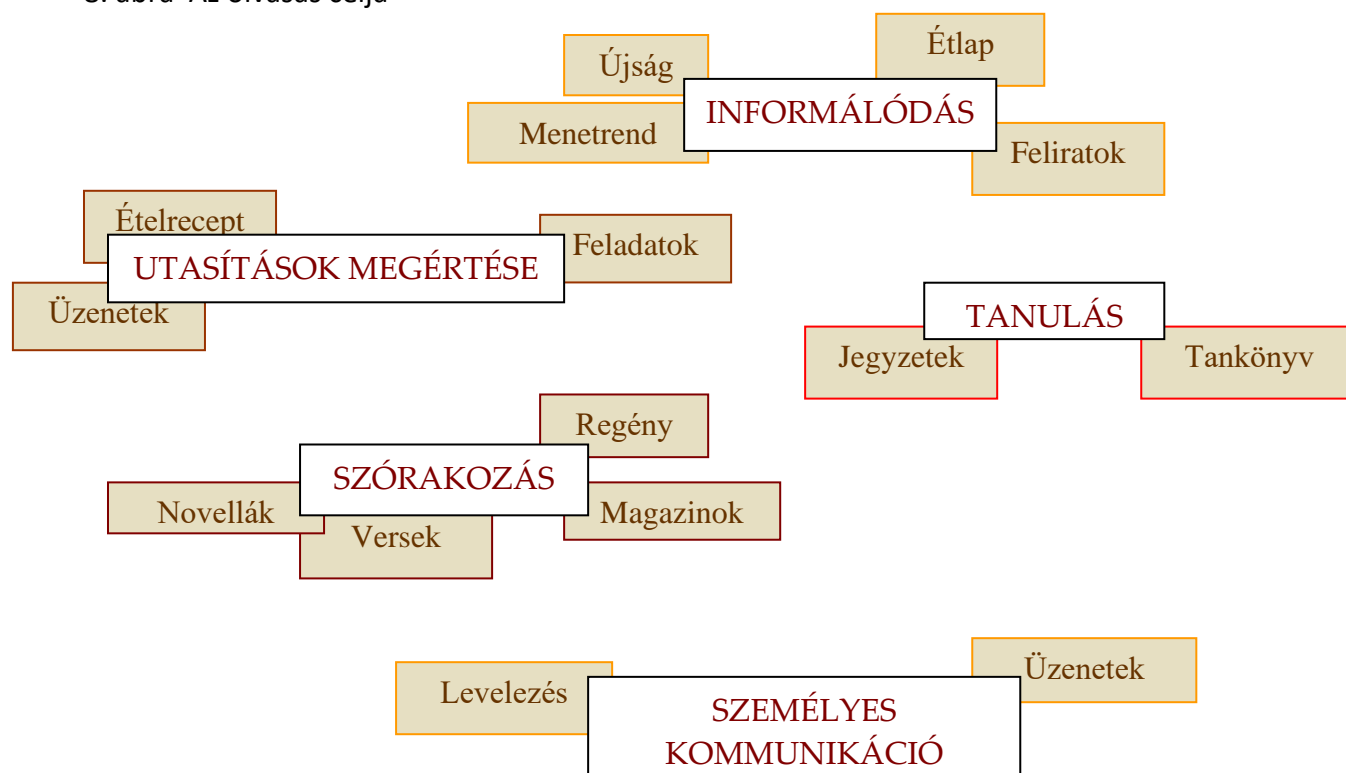 Újság
Étlap
INFORMÁLÓDÁS
Menetrend
Feliratok
Ételrecept
UTASÍTÁSOK MEGÉRTÉSE
Feladatok
Üzenetek
TANULÁS
Jegyzetek
Tankönyv
Regény
SZÓRAKOZÁS
Novellák
Versek
Magazinok
Levelezés
Üzenetek
SZEMÉLYES
KOMMUNIKÁCIÓ